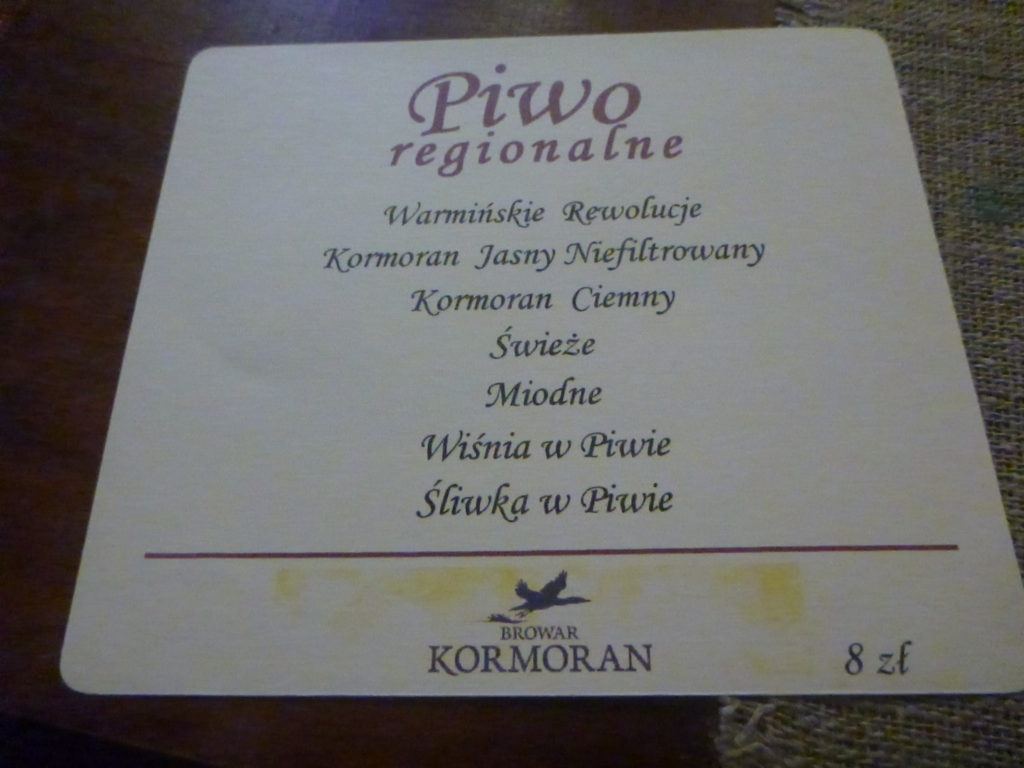 Piwo
regionalne
Warmińskie Rewolucje
Kormoran Jasny Niefiltrowany
Kormoran Ciemny
Świeże
Miodne
Wiśnia w Piwie
Śliwka w Piwie
BROWAR
KORMORAN
8 zł